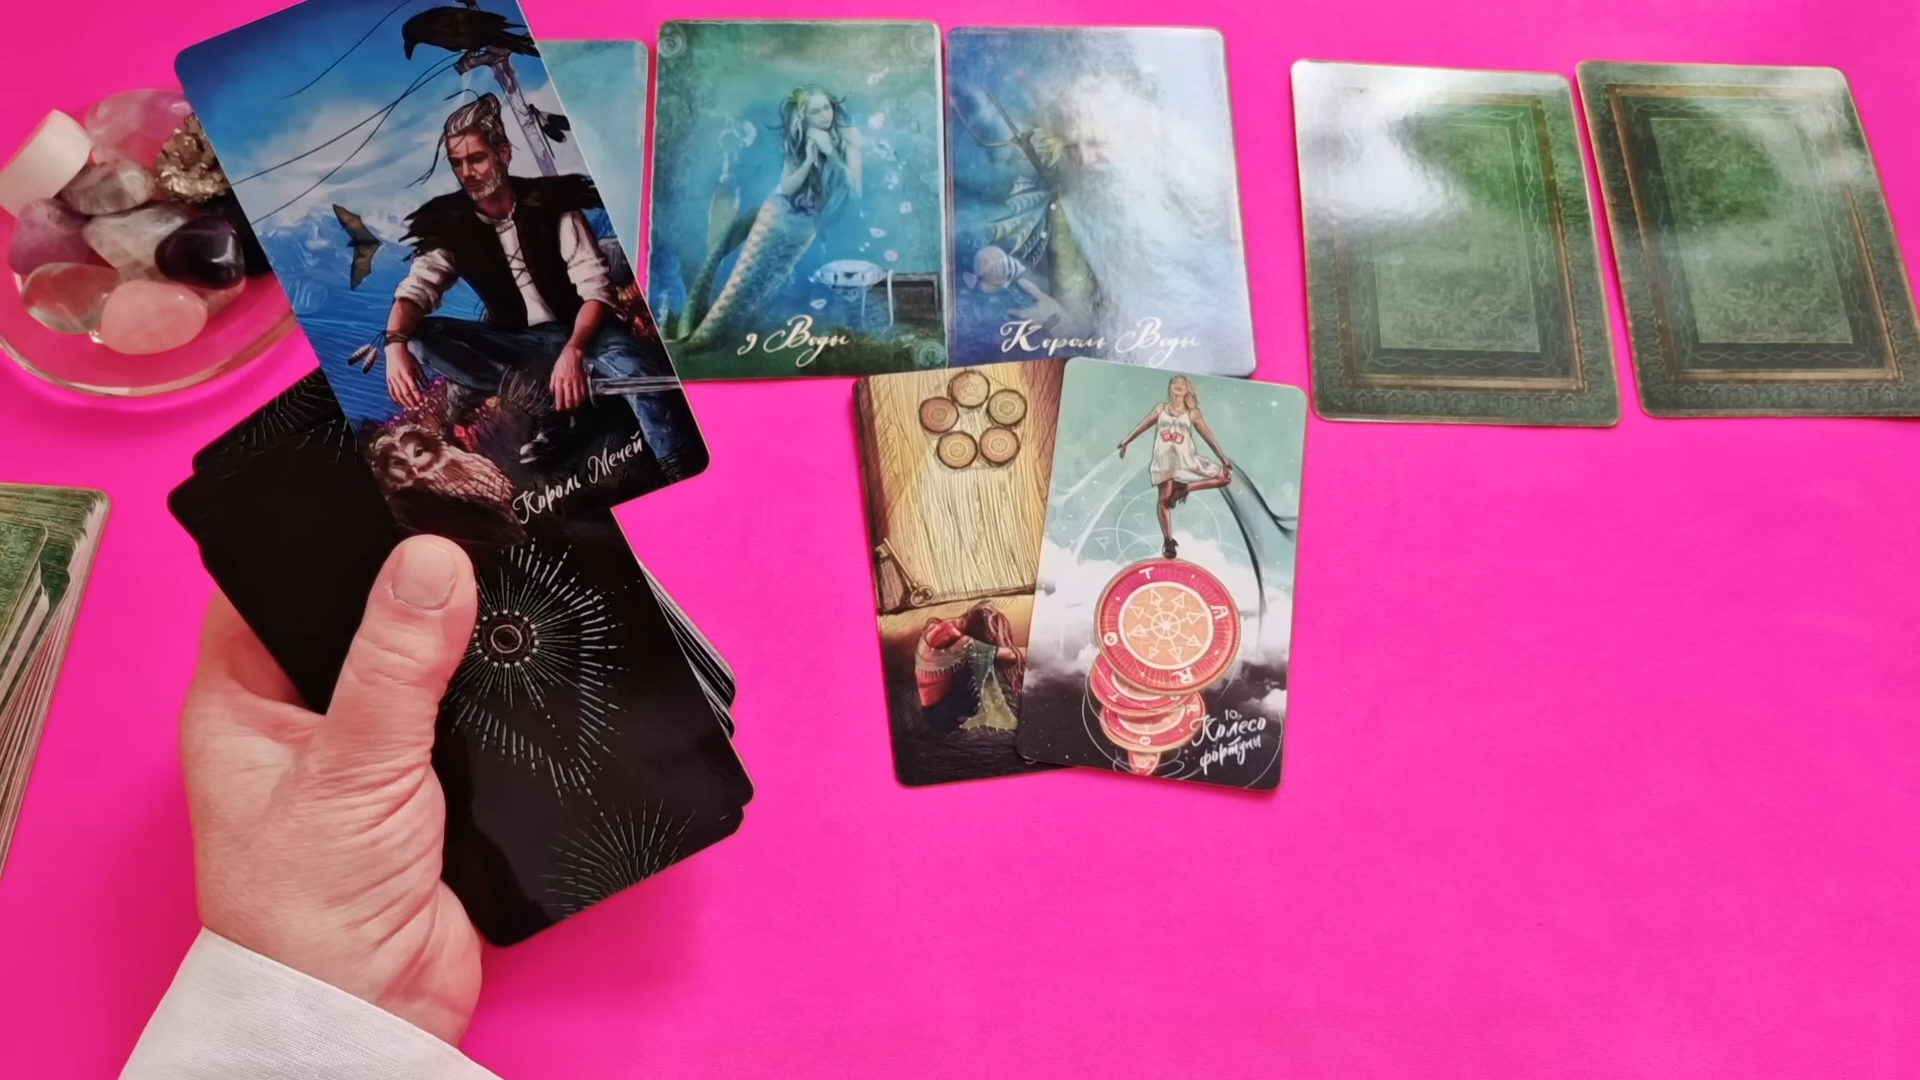 Король Мечей
9 Воды
Король Воды
T
A
R
O
10.
Колесо
фортуны